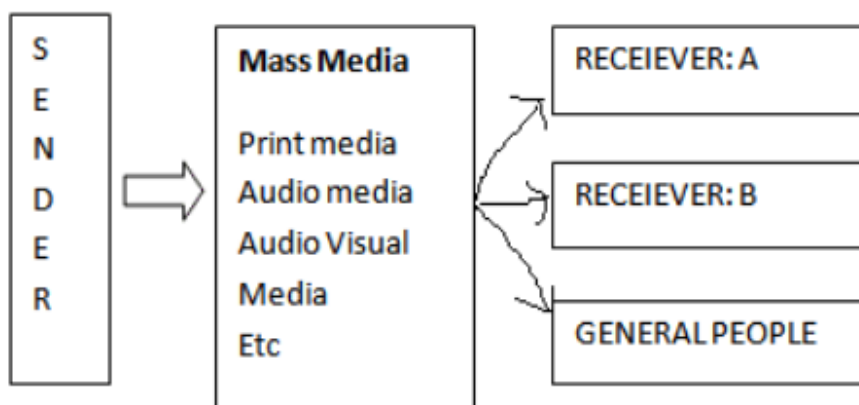 S
E
N
D
E
R
Mass Media
Print media
Audio media
Audio Visual
Media
Etc
RECEIEVER: A
RECEIEVER: B
GENERAL PEOPLE